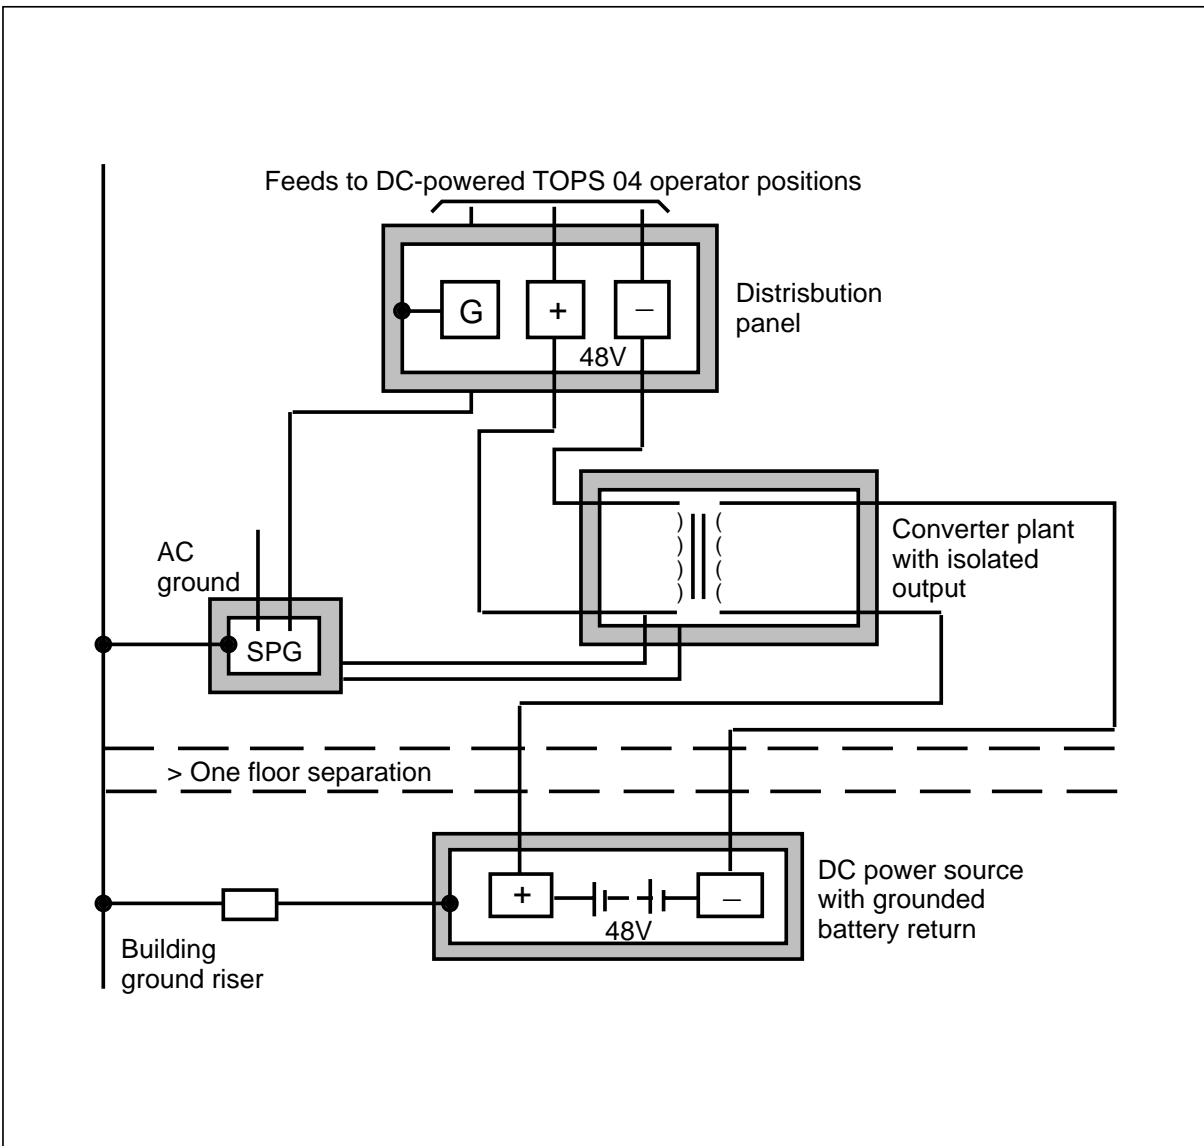 Feeds to DC-powered TOPS 04 operator positions
G
+
–
48V
Distrisbution
panel
Converter plant
with isolated
output
AC
ground
SPG
> One floor separation
+
–
48V
DC power source
with grounded
battery return
Building
ground riser